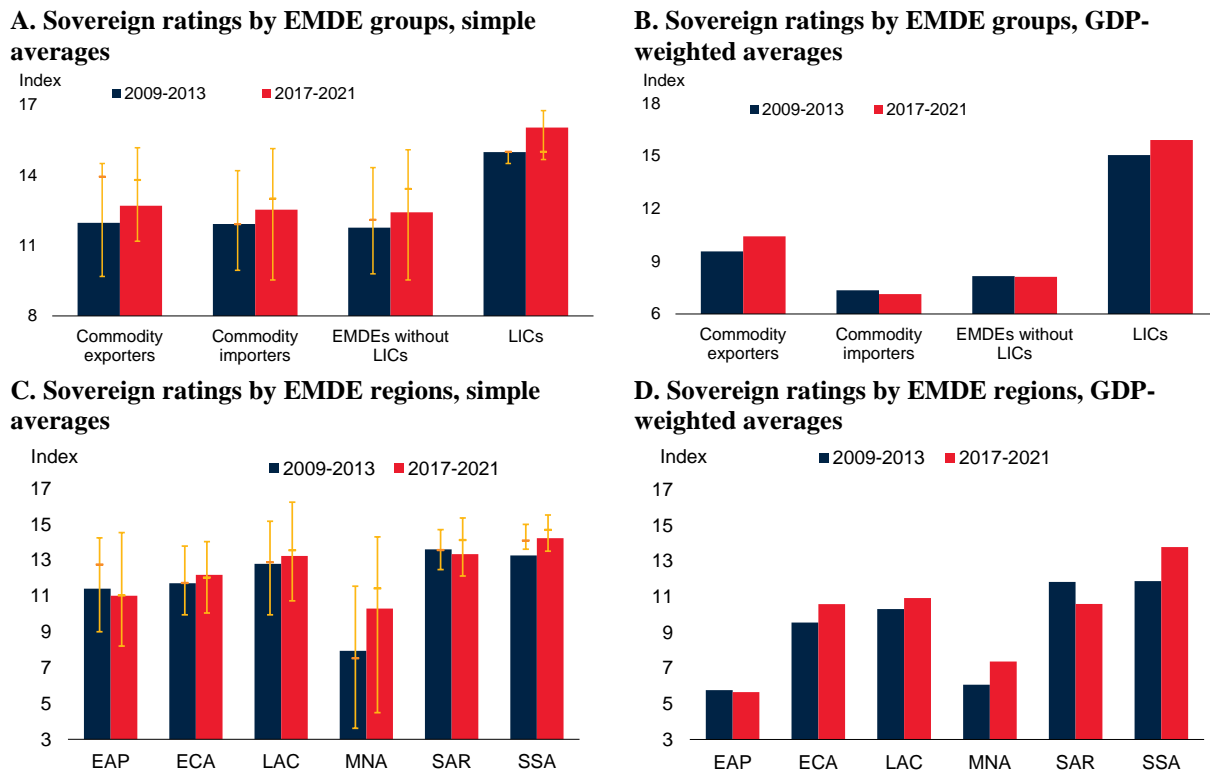 A. Sovereign ratings by EMDE groups, simple
averages
Index
2009-2013 2017-2021
17
14
11
8
Commodity
exporters
Commodity
importers
EMDEs without
LICs
LICs
B. Sovereign ratings by EMDE groups, GDP-
weighted averages
Index
2009-2013 2017-2021
18
15
12
9
6
Commodity
exporters
Commodity
importers
EMDEs without
LICs
LICs
C. Sovereign ratings by EMDE regions, simple
averages
Index
2009-2013 2017-2021
17
15
13
11
9
7
5
3
EAP ECA LAC MNA SAR SSA
D. Sovereign ratings by EMDE regions, GDP-
weighted averages
Index
2009-2013 2017-2021
17
15
13
11
9
7
5
3
EAP ECA LAC MNA SAR SSA